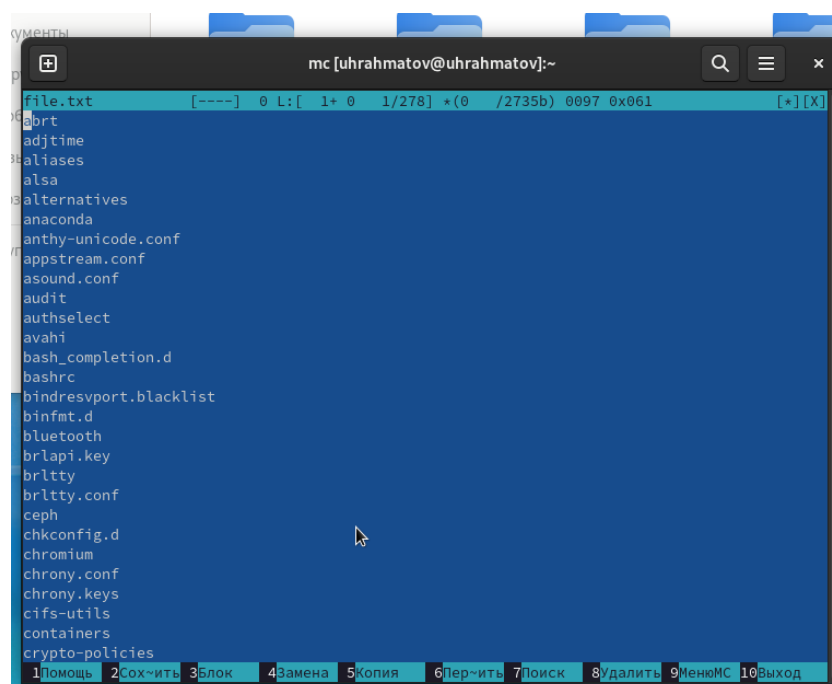 кументы
mc [uhrahmatov@uhrahmatov]:~
file.txt [----] 0 L:[ 1+ 0 1/278] *(0 /2735b) 0097 0x061 [*][X]
abrt
adjtime
aliases
alsa
alternatives
anaconda
anthy-unicode.conf
appstream.conf
asound.conf
audit
authselect
avahi
bash_completion.d
bashrc
bindresvport.blacklist
binfmt.d
bluetooth
brlapi.key
brltty
brltty.conf
ceph
chkconfig.d
chromium
chrony.conf
chrony.keys
cifs-utils
containers
crypto-policies
1Помощь 2Сох~ить 3Блок 4Замена 5Копия 6Пер~ить 7Поиск 8Удалить 9МенюМС 10Выход